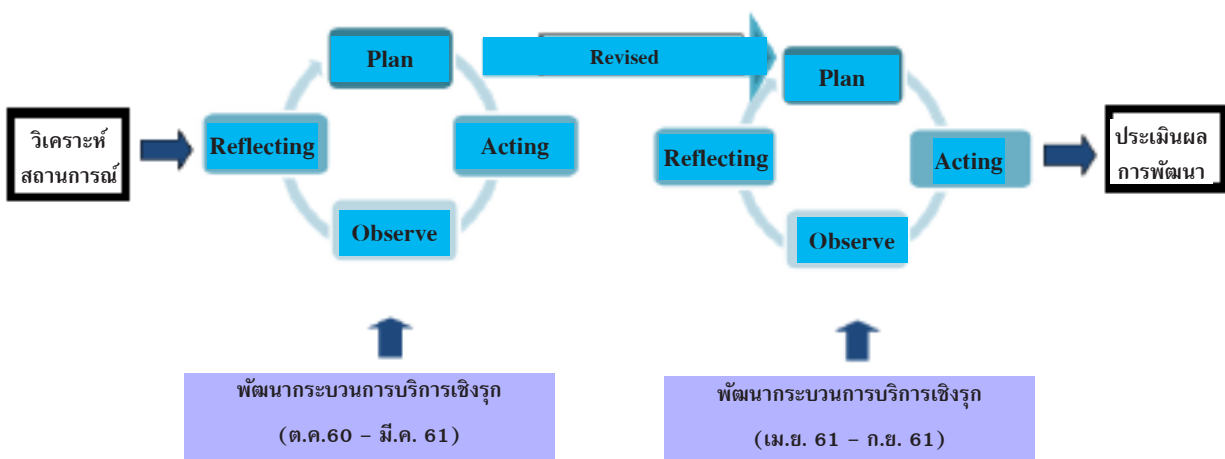 วิเคราะห์
สถานการณ์
Plan
Reflecting
Acting
Observe
Revised
Plan
Reflecting
Acting
Observe
ประเมินผล
การพัฒนา
พัฒนากระบวนการบริการเชิงรุก
(ต.ค.60 – มี.ค. 61)
พัฒนากระบวนการบริการเชิงรุก
(เม.ย. 61 – ก.ย. 61)